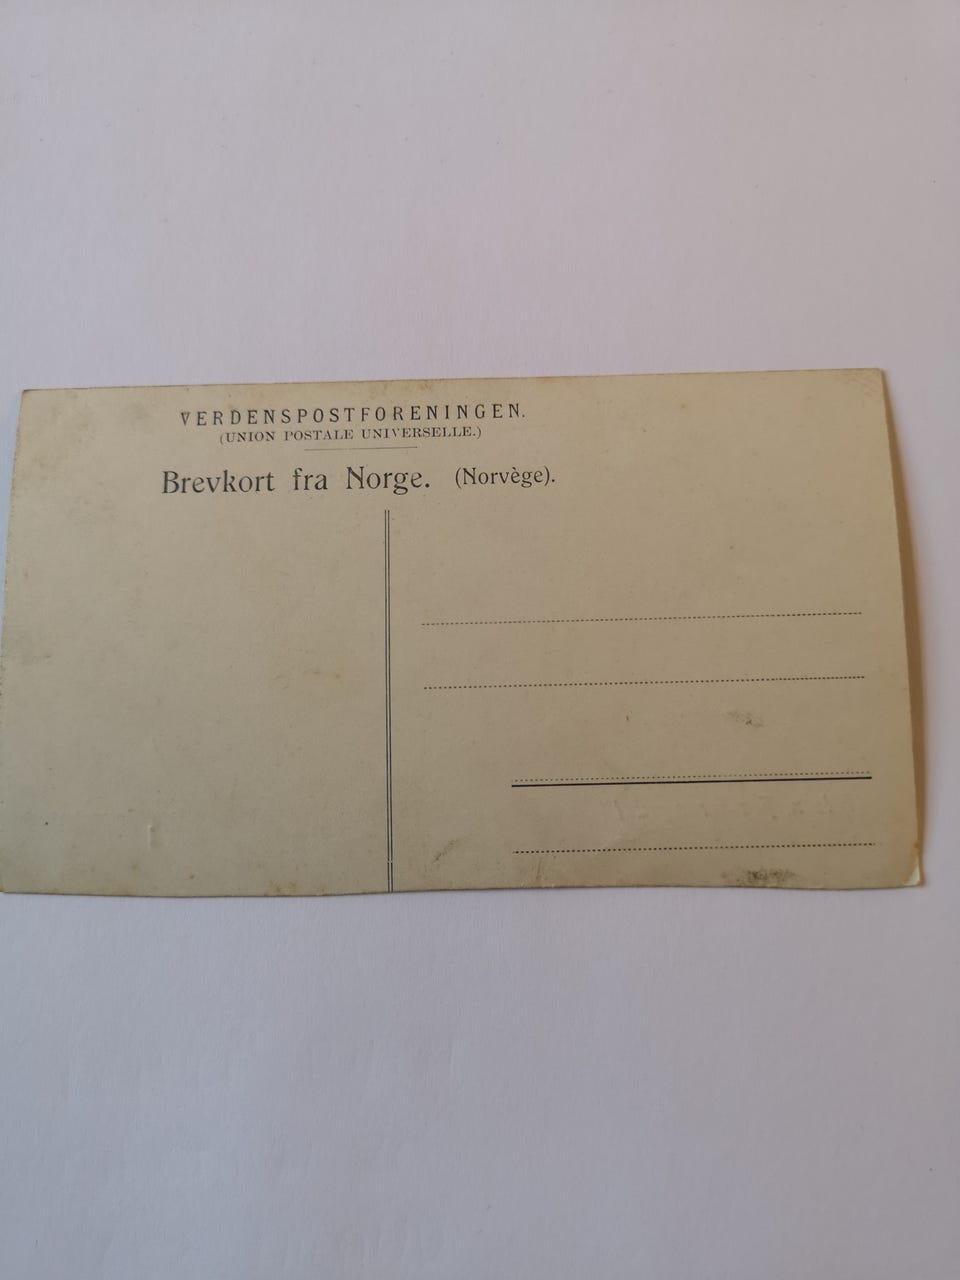 VERDENSPOSTFORENINGEN.
(UNION POSTALE UNIVERSELLE.)
Brevkort fra Norge. (Norvège).